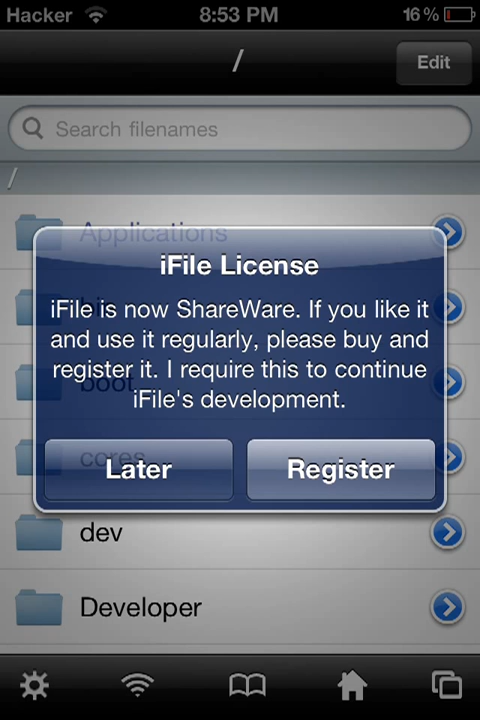 Hacker 8:53 PM 16%
/ Edit
Search filenames
/
Applications
iFile License
iFile is now ShareWare. If you like it
and use it regularly, please buy and
register it. I require this to continue
iFile's development.
boot
cores
Later Register
dev
Developer